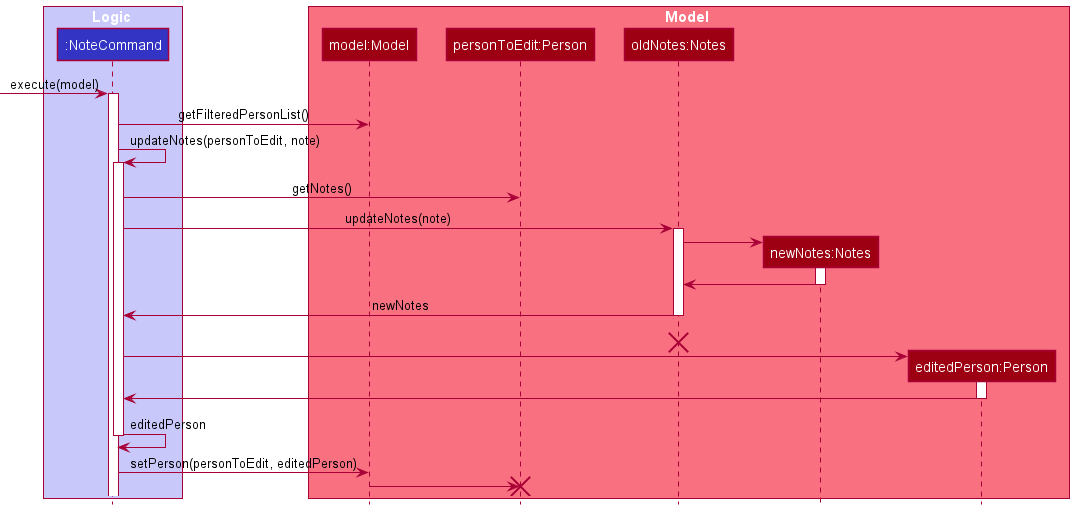 Logic
Model
:NoteCommand
model:Model
personToEdit:Person
oldNotes:Notes
execute(model)
getFilteredPersonList()
updateNotes(personToEdit, note)
getNotes()
updateNotes(note)
newNotes:Notes
newNotes
editedPerson:Person
editedPerson
setPerson(personToEdit, editedPerson)